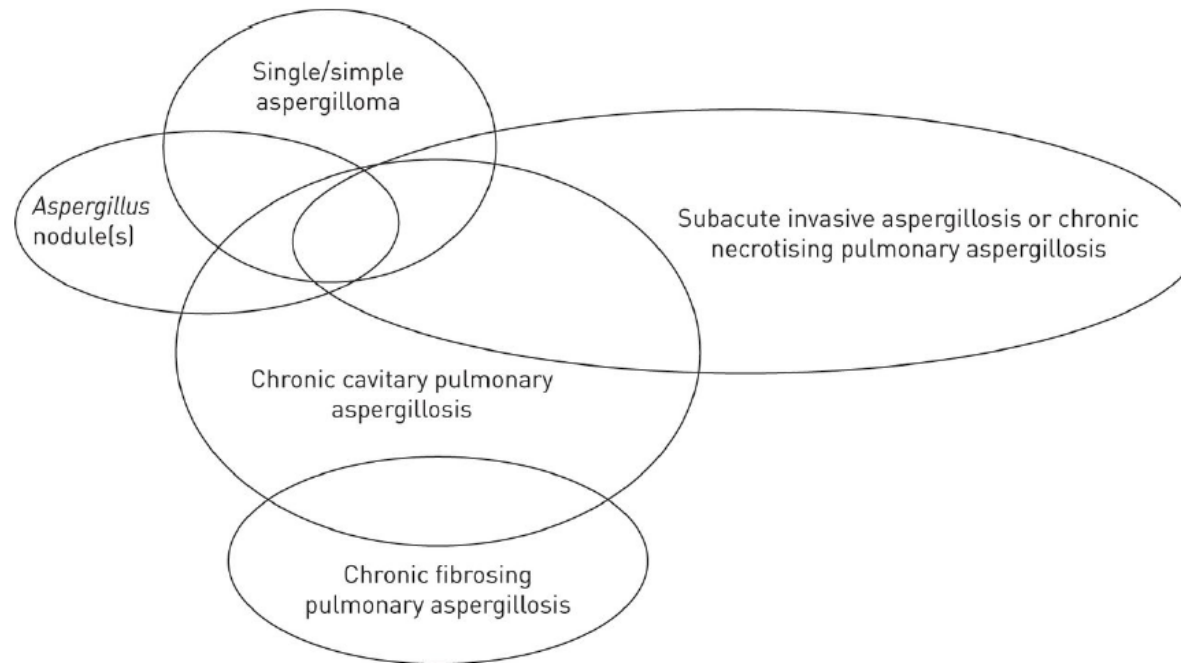 Single/simple
aspergilloma
Aspergillus
nodule(s)
Subacute invasive aspergillosis or chronic
necrotising pulmonary aspergillosis
Chronic cavitary pulmonary
aspergillosis
Chronic fibrosing
pulmonary aspergillosis